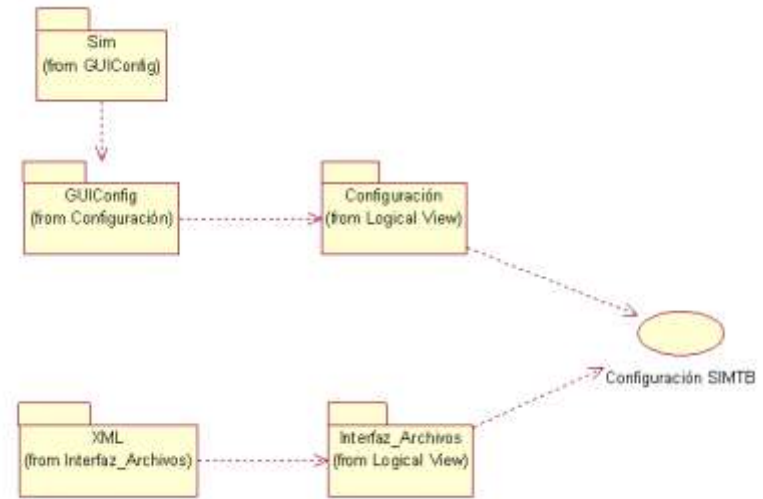 Sim
(from GUIConfig)
GUIConfig
(from Configuración)
Configuración
(from Logical View)
Configuración SIMTB
XML
(from Interfaz_Archivos)
Interfaz_Archivos
(from Logical View)